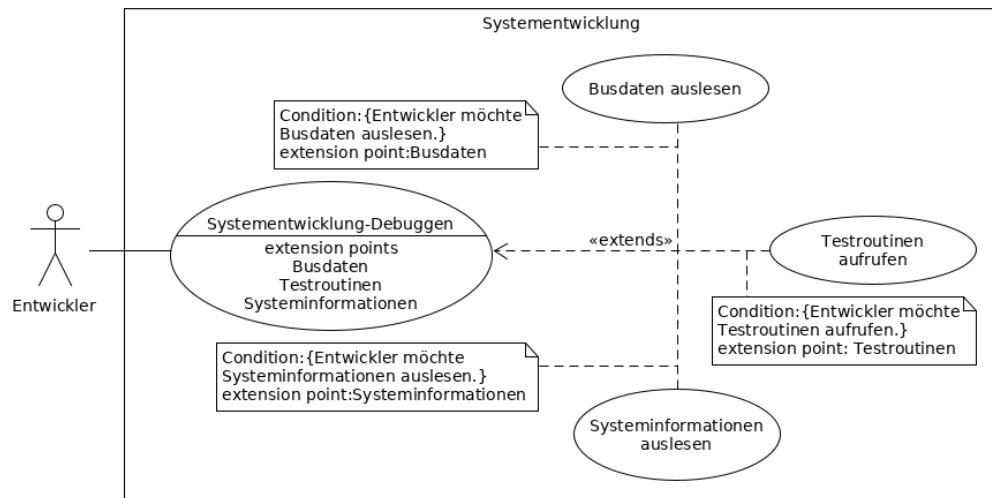 Systementwicklung
Busdaten auslesen
Condition:{Entwickler möchte
Busdaten auslesen.}
extension point:Busdaten
Systementwicklung-Debuggen
extension points
Busdaten
Testroutinen
Systeminformationen
«extends»
Testroutinen
aufrufen
Entwickler
Condition:{Entwickler möchte
Testroutinen aufrufen.}
extension point: Testroutinen
Condition:{Entwickler möchte
Systeminformationen auslesen.}
extension point:Systeminformationen
Systeminformationen
auslesen